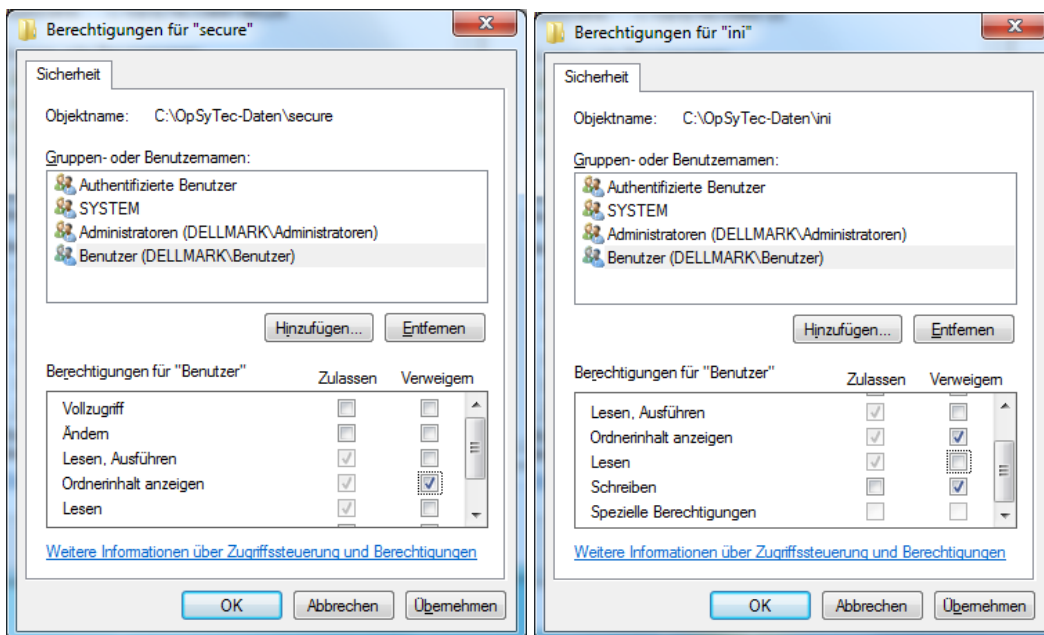 Berechtigungen für "secure"
Sicherheit
Objektname: C:\OpSyTec-Daten\secure
Gruppen- oder Benutzernamen:
Authentifizierte Benutzer
SYSTEM
Administratoren (DELLMARK\Administratoren)
Benutzer (DELLMARK\Benutzer)
Hinzufügen... Entfernen
Berechtigungen für "Benutzer" Zulassen Verweigern
Vollzugriff
Ändern
Lesen, Ausführen
Ordnerinhalt anzeigen
Lesen
Weitere Informationen über Zugriffssteuerung und Berechtigungen
OK Abbrechen Übernehmen
Berechtigungen für "ini"
Sicherheit
Objektname: C:\OpSyTec-Daten\ini
Gruppen- oder Benutzernamen:
Authentifizierte Benutzer
SYSTEM
Administratoren (DELLMARK\Administratoren)
Benutzer (DELLMARK\Benutzer)
Hinzufügen... Entfernen
Berechtigungen für "Benutzer" Zulassen Verweigern
Lesen, Ausführen
Ordnerinhalt anzeigen
Lesen
Schreiben
Spezielle Berechtigungen
Weitere Informationen über Zugriffssteuerung und Berechtigungen
OK Abbrechen Übernehmen